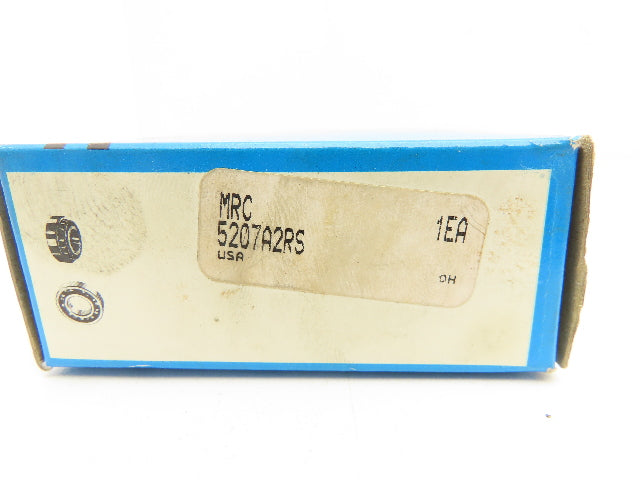 MRC 1EA
5207A2RS
USA
OH